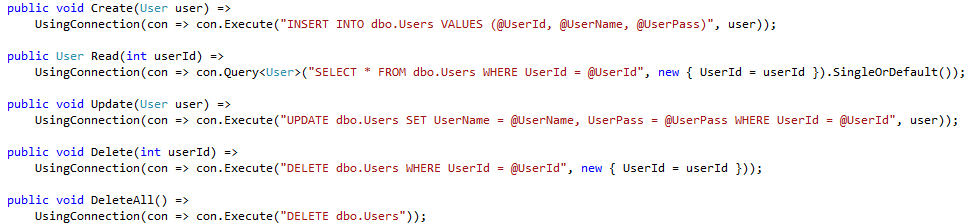 public void Create(User user) =>
    UsingConnection(con => con.Execute("INSERT INTO dbo.Users VALUES (@UserId, @UserName, @UserPass)", user));
public User Read(int userId) =>
    UsingConnection(con => con.Query<User>("SELECT * FROM dbo.Users WHERE UserId = @UserId", new { UserId = userId }).SingleOrDefault());
public void Update(User user) =>
    UsingConnection(con => con.Execute("UPDATE dbo.Users SET UserName = @UserName, UserPass = @UserPass WHERE UserId = @UserId", user));
public void Delete(int userId) =>
    UsingConnection(con => con.Execute("DELETE dbo.Users WHERE UserId = @UserId", new { UserId = userId }));
public void DeleteAll() =>
    UsingConnection(con => con.Execute("DELETE dbo.Users"));